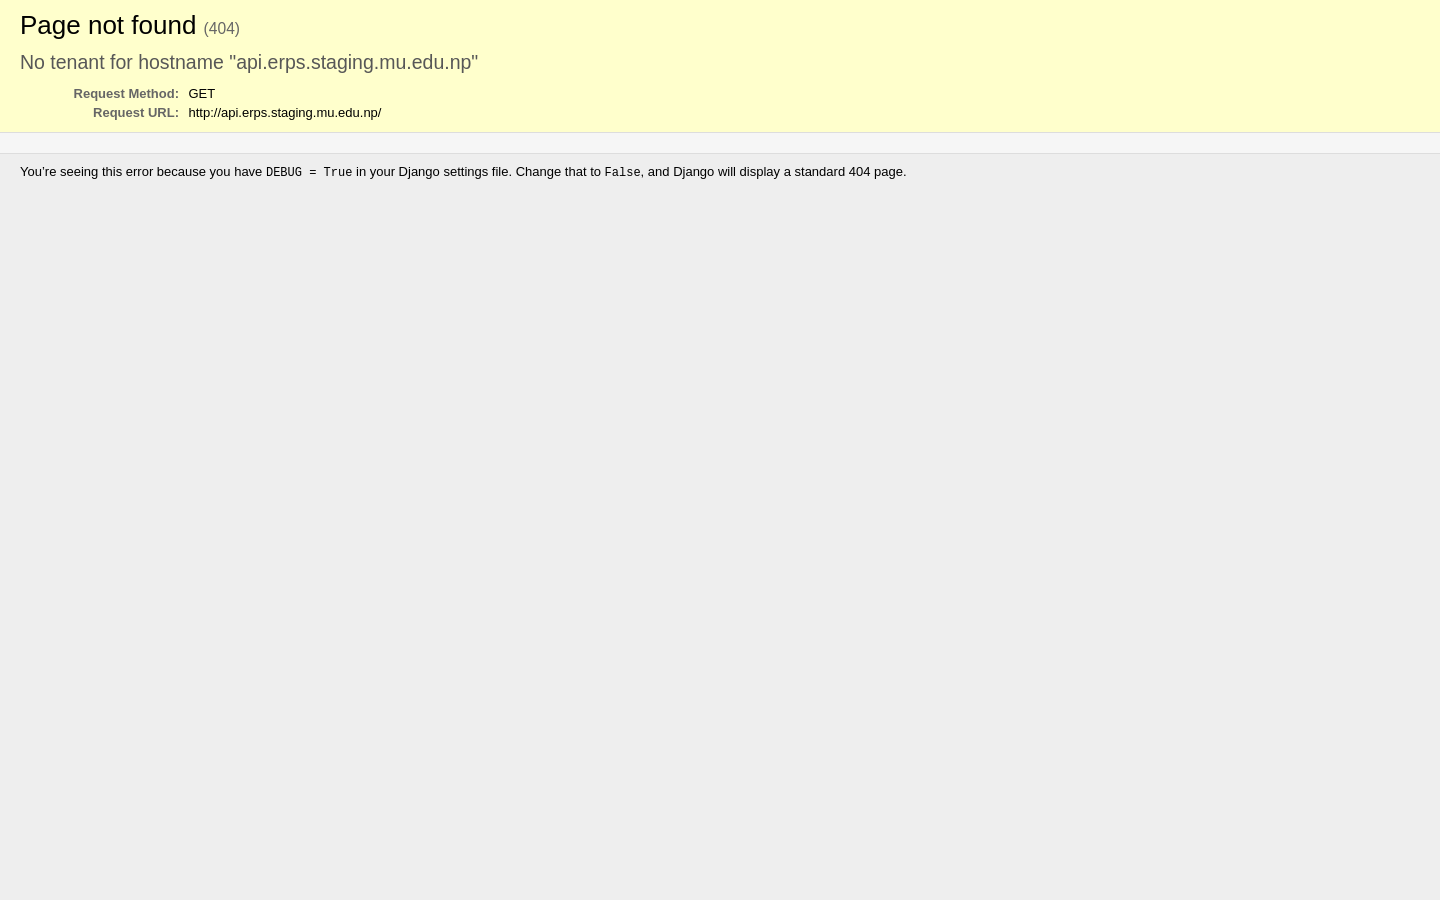 Page not found (404)
No tenant for hostname "api.erps.staging.mu.edu.np"
Request Method: GET
Request URL: http://api.erps.staging.mu.edu.np/
You’re seeing this error because you have DEBUG = True in your Django settings file. Change that to False, and Django will display a standard 404 page.